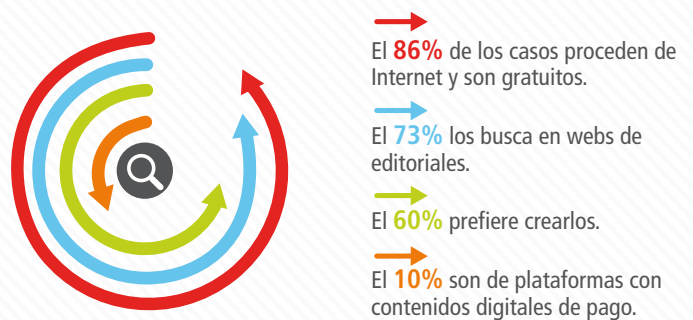 El 86% de los casos proceden de
Internet y son gratuitos.
El 73% los busca en webs de
editoriales.
El 60% prefiere crearlos.
El 10% son de plataformas con
contenidos digitales de pago.